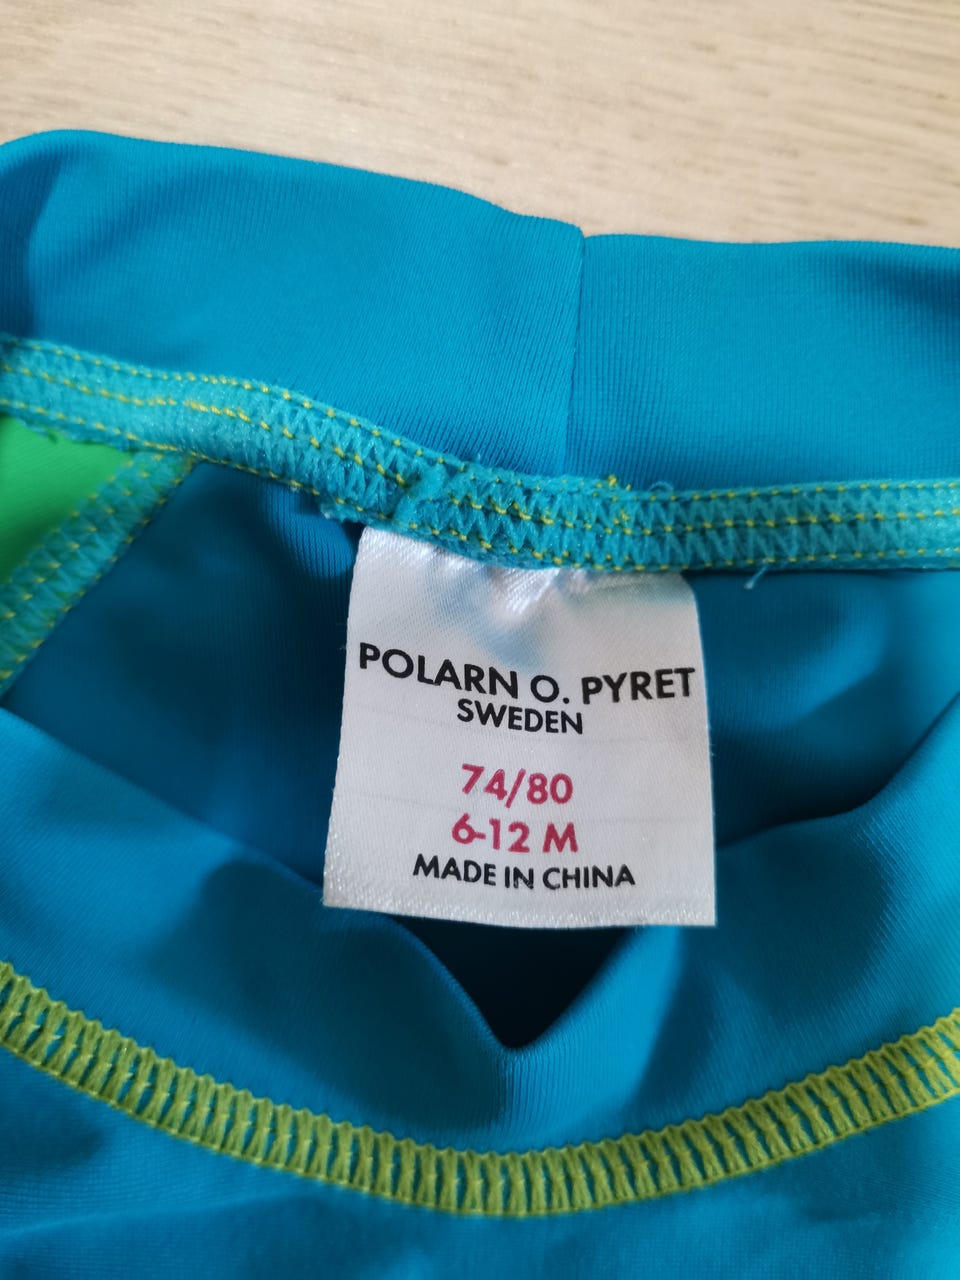 POLARN O. PYRET
SWEDEN
74/80
6-12 M
MADE IN CHINA